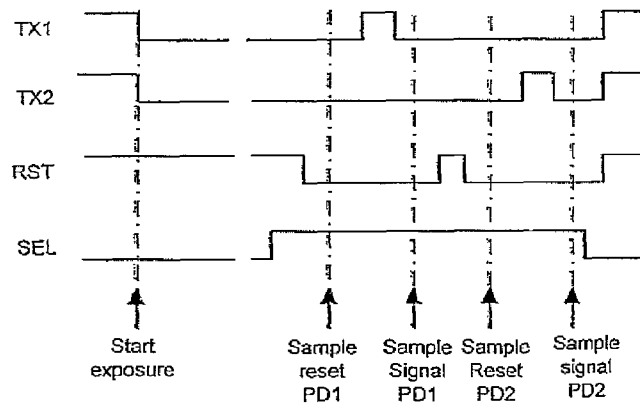 TX1
TX2
RST
SEL
Start
exposure
Sample
reset
PD1
Sample
Signal
PD1
Sample
Reset
PD2
Sample
signal
PD2